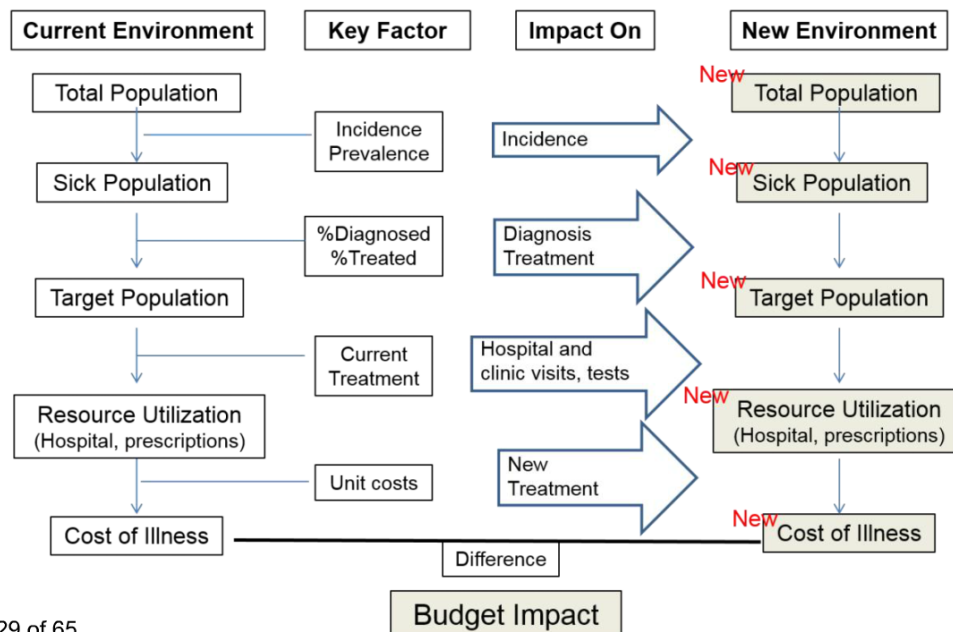 Current Environment
Key Factor
Impact On
New Environment
Total Population
New
Total Population
Incidence
Prevalence
Incidence
Sick Population
New
Sick Population
%Diagnosed
%Treated
Diagnosis
Treatment
Target Population
New
Target Population
Current
Treatment
Hospital and
clinic visits, tests
Resource Utilization
(Hospital, prescriptions)
New
Resource Utilization
(Hospital, prescriptions)
Unit costs
New
Treatment
Cost of Illness
New
Cost of Illness
Difference
Budget Impact
29 of 65